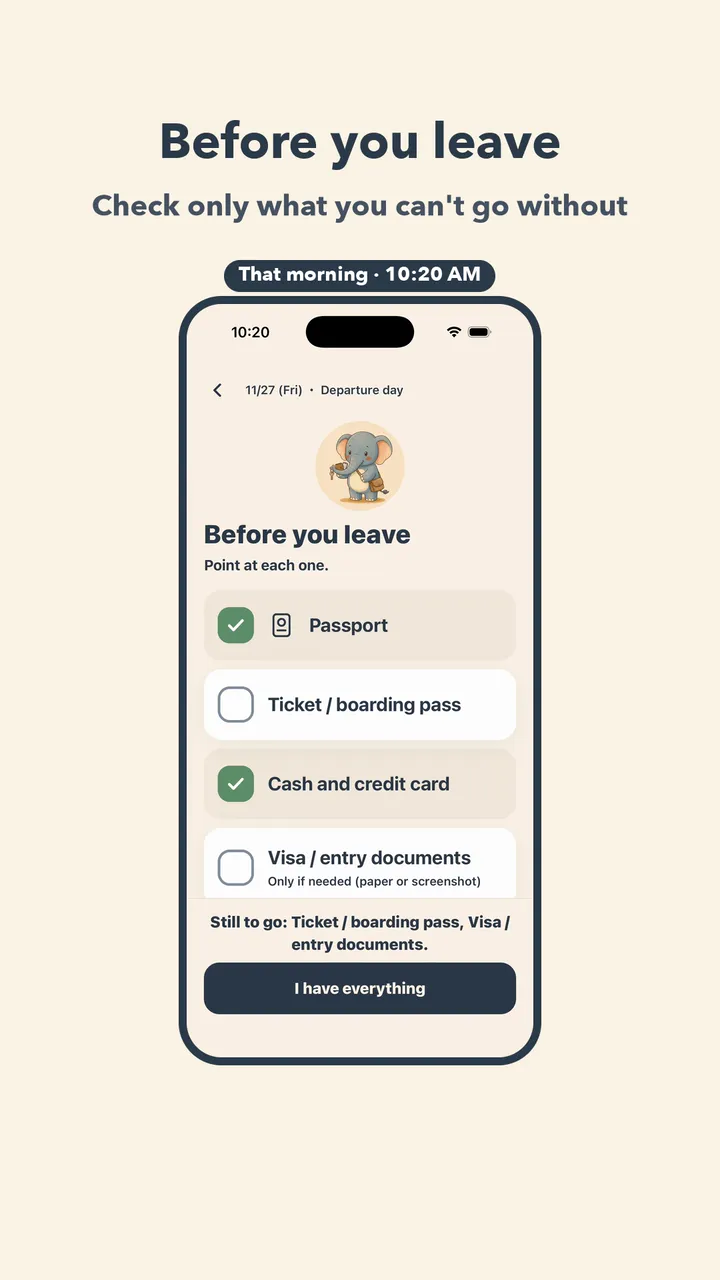 Before you leave
Check only what you can't go without
That morning · 10:20 AM
10:20
11/27 (Fri) · Departure day
Before you leave
Point at each one.
Passport
Ticket / boarding pass
Cash and credit card
Visa / entry documents
Only if needed (paper or screenshot)
Still to go: Ticket / boarding pass, Visa /
entry documents.
I have everything